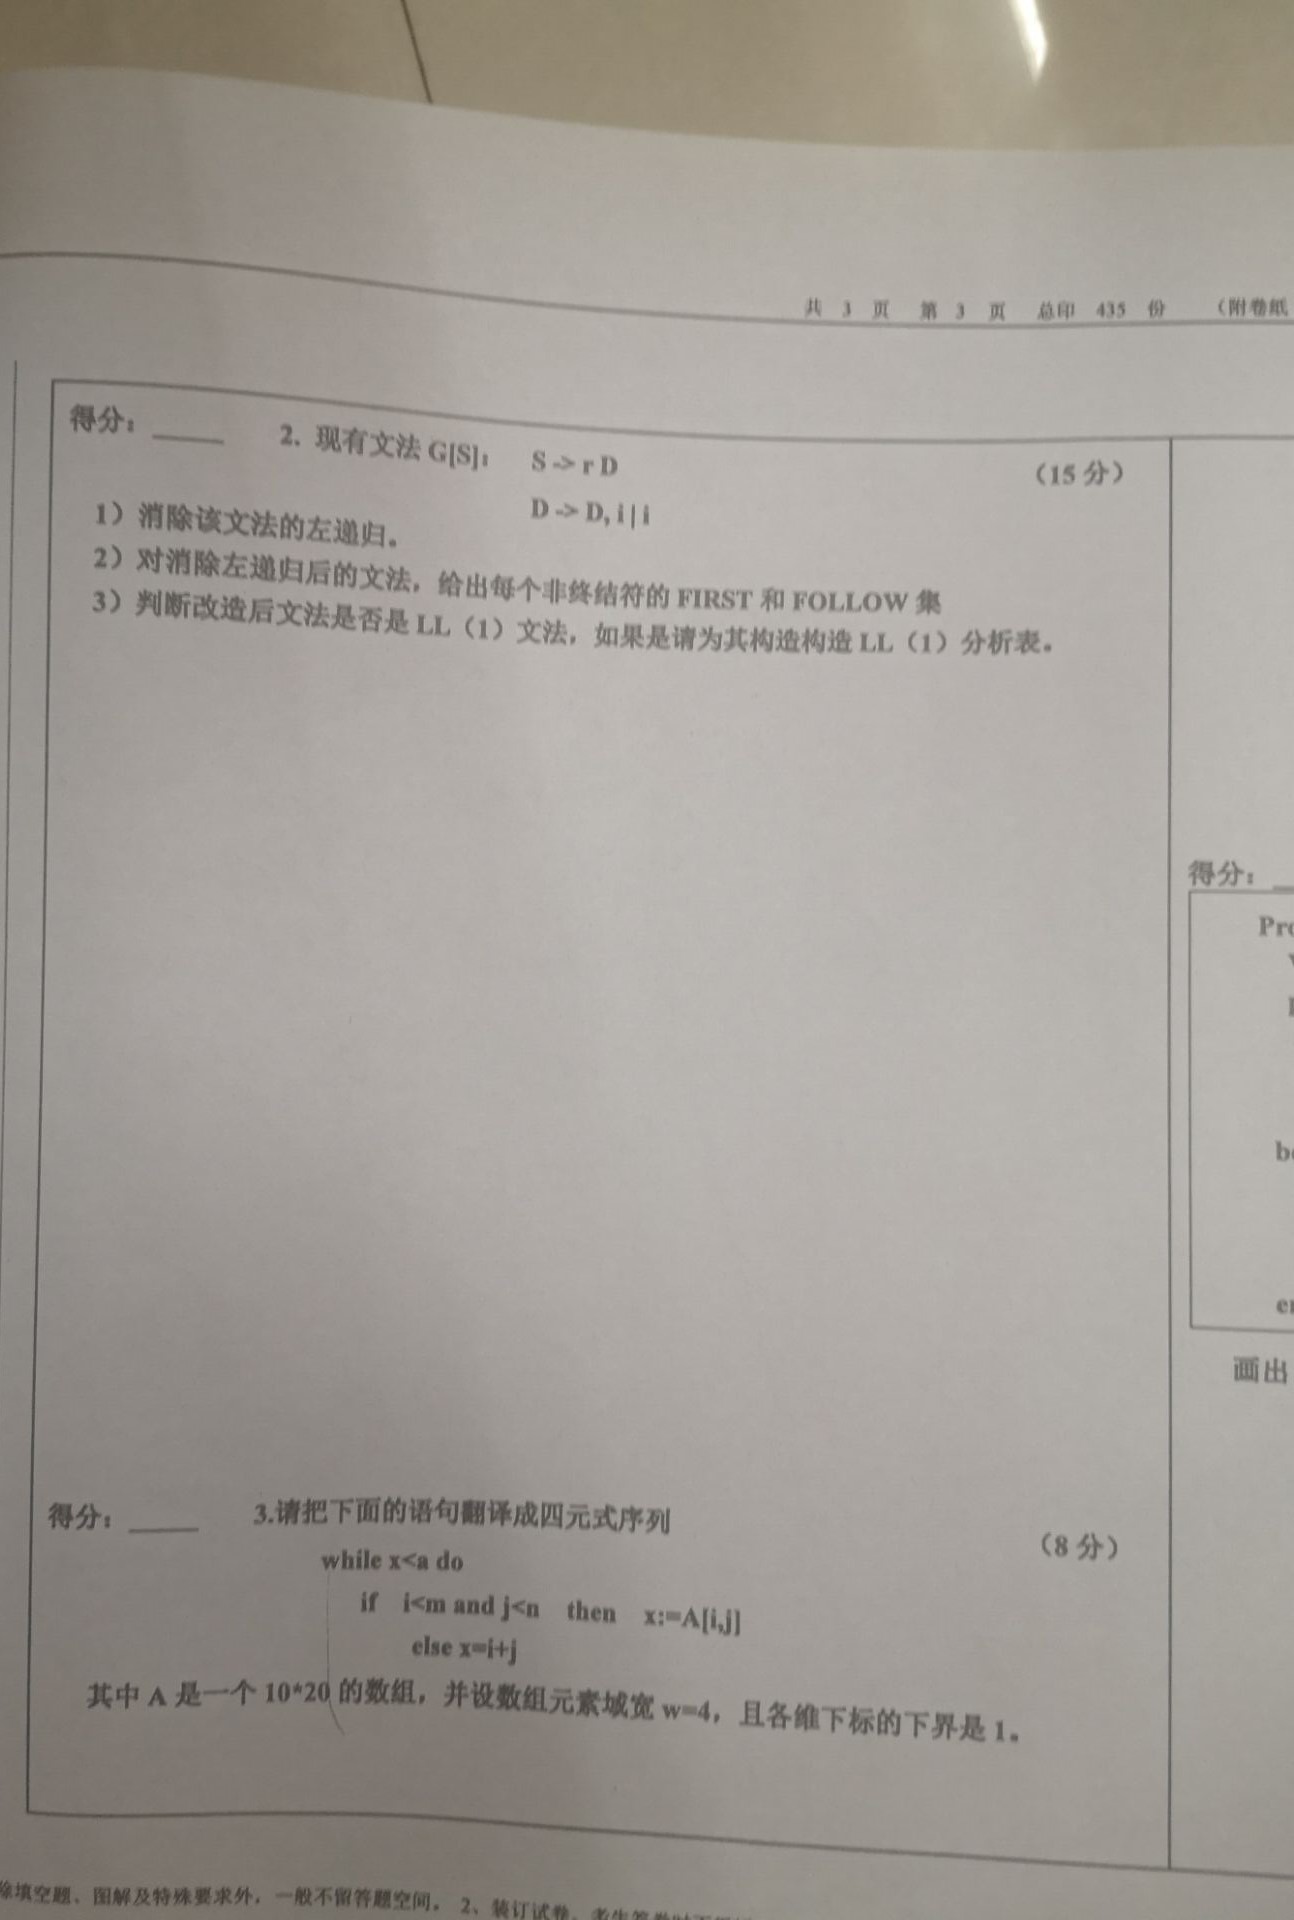 共 3 页 第 3 页 总印 435 份 （附卷纸
得分：____ 2. 现有文法 G[S]： S -> r D （15 分）
D -> D, i | i
1）消除该文法的左递归。
2）对消除左递归后的文法，给出每个非终结符的 FIRST 和 FOLLOW 集
3）判断改造后文法是否是 LL（1）文法，如果是请为其构造构造 LL（1）分析表。
得分：____ 3.请把下面的语句翻译成四元式序列 （8 分）
while x<a do
if i<m and j<n then x:=A[i,j]
else x=i+j
其中 A 是一个 10*20 的数组，并设数组元素域宽 w=4，且各维下标的下界是 1。
得分：
画出
除填空题、图解及特殊要求外，一般不留答题空间。 2、装订试卷、考生答卷时